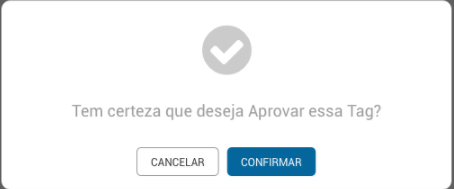 Tem certeza que deseja Aprovar essa Tag?
CANCELAR CONFIRMAR